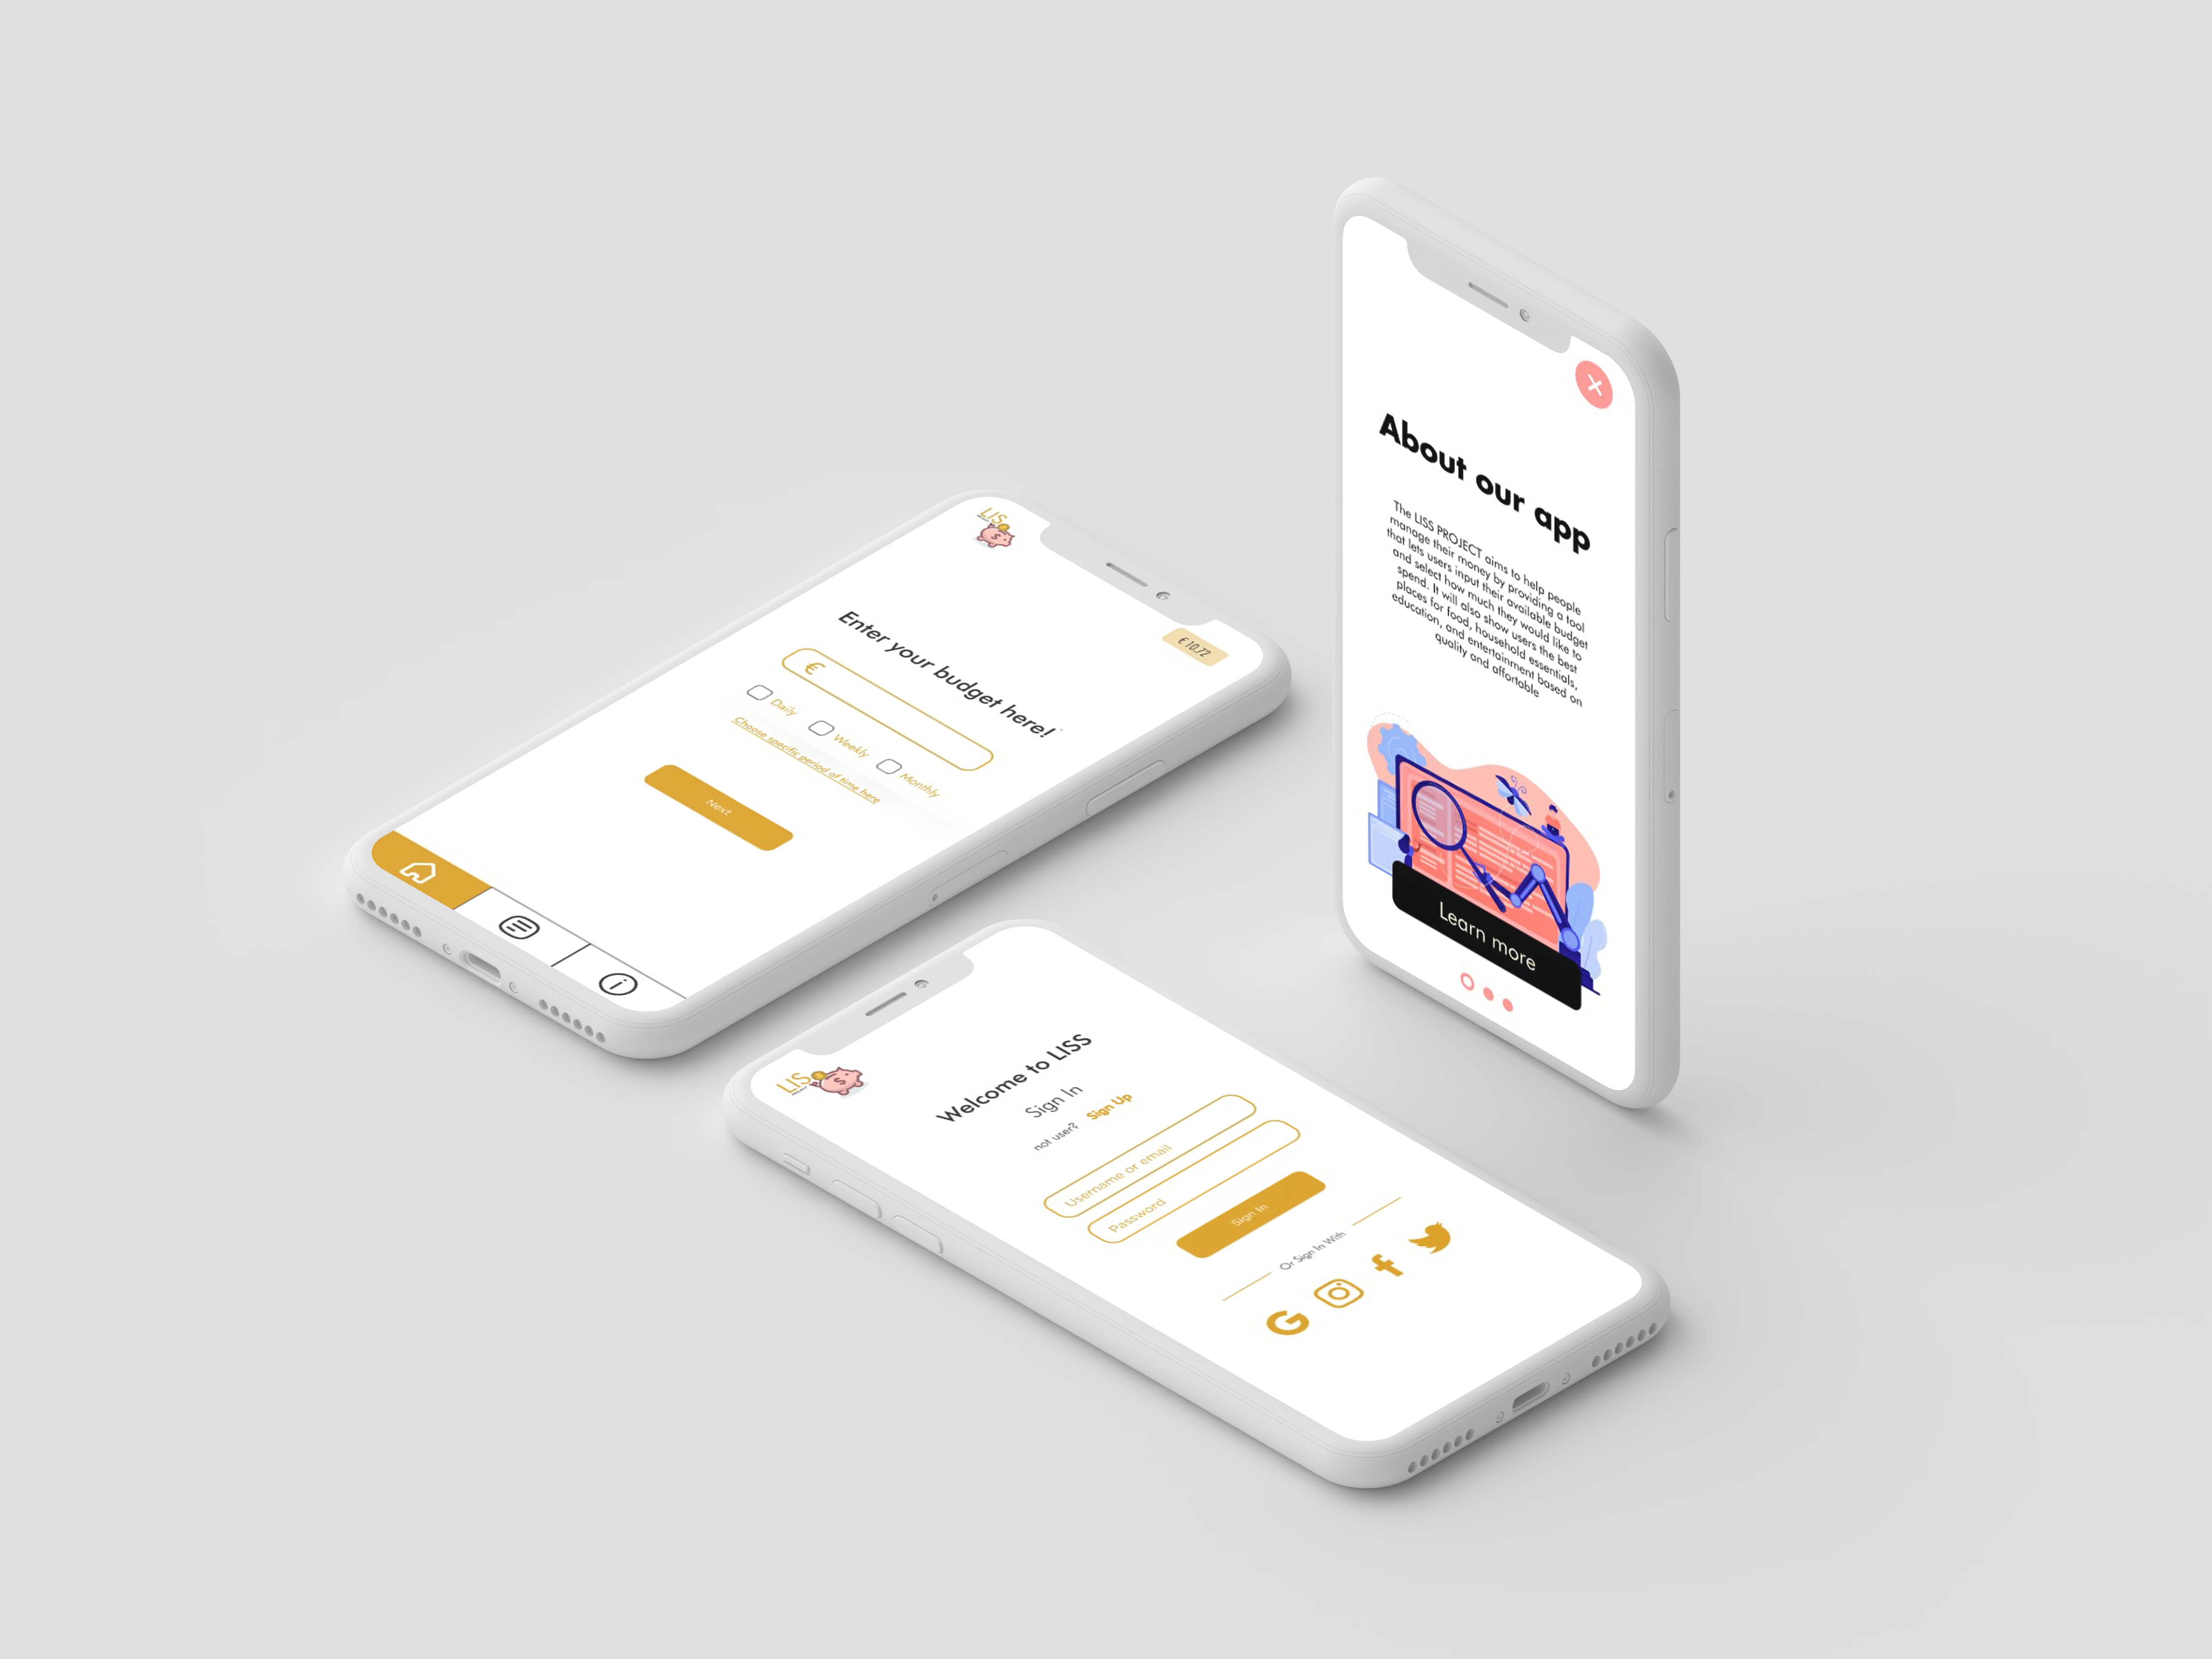 LIS
€ 10,72
Enter your budget here!
€
Daily
Weekly
Monthly
Choose specific period of time here
Next
About our app
The LISS PROJECT aims to help people
manage their money by providing a tool
that lets users input their available budget
and select how much they would like to
spend. It will also show users the best
places for food, household essentials,
education, and entertainment based on
quality and affortable
Learn more
LIS
Welcome to LISS
Sign In
not user? Sign Up
Username or email
Password
Sign In
Or Sign In With